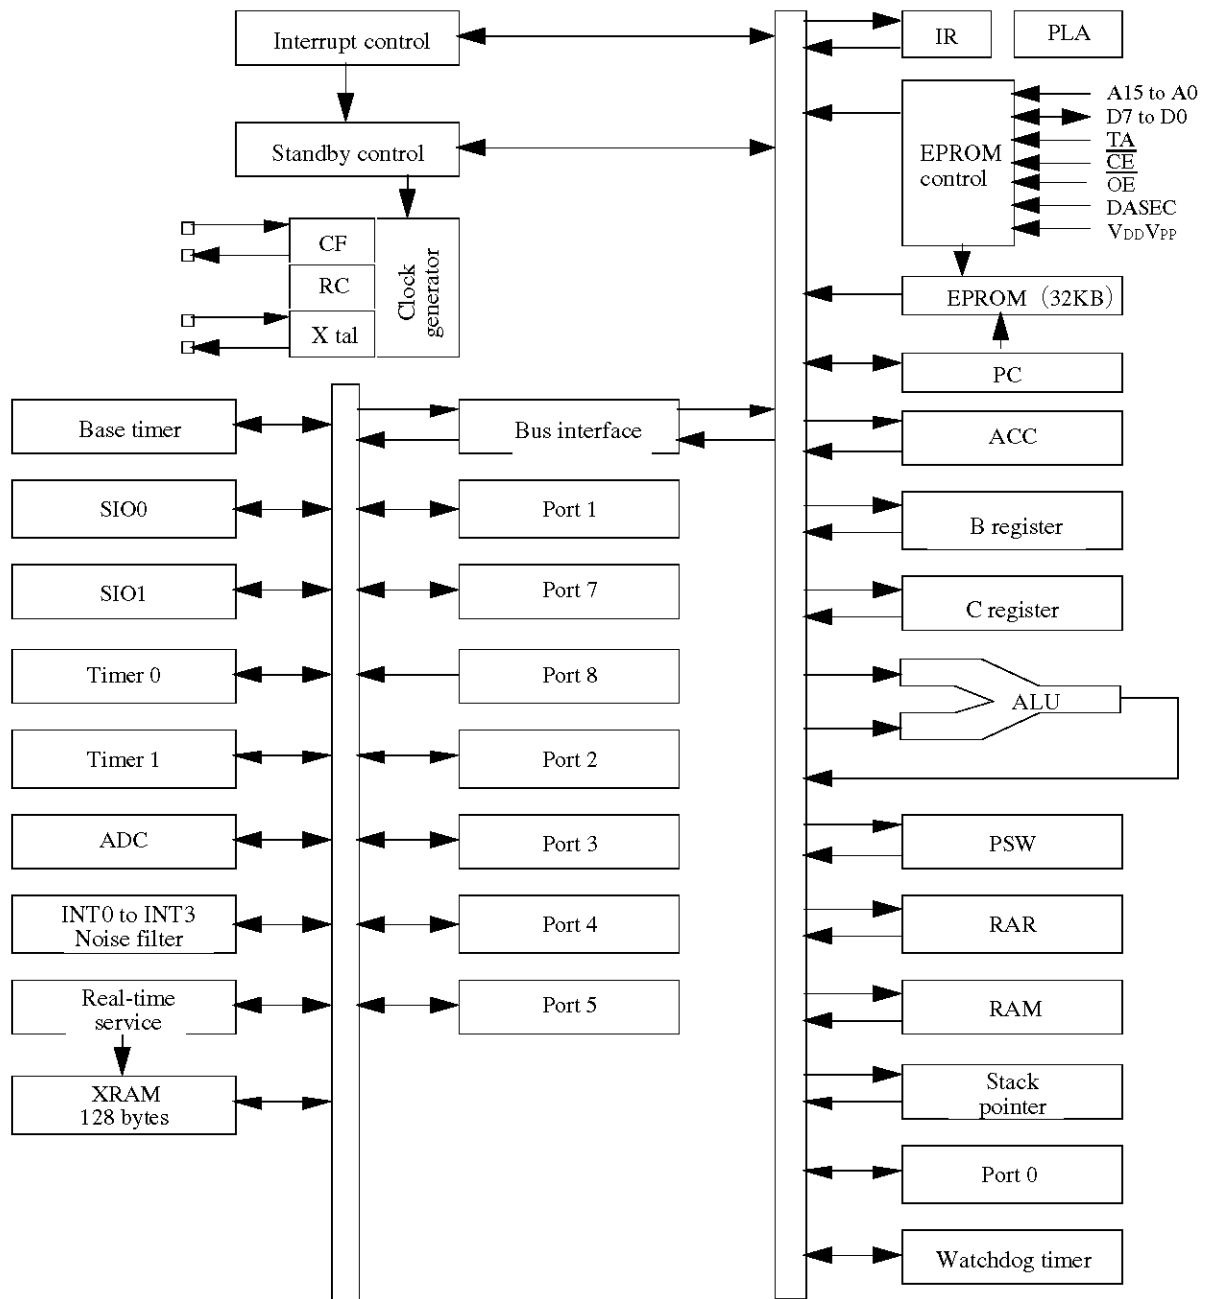 Interrupt control
IR
PLA
A15 to A0
D7 to D0
TA
CE
OE
DASEC
VDDVPP
EPROM
control
Standby control
CF
RC
X tal
Clock
generator
EPROM (32KB)
PC
Base timer
Bus interface
ACC
SIO0
Port 1
B register
SIO1
Port 7
C register
Timer 0
Port 8
ALU
Timer 1
Port 2
ADC
Port 3
PSW
INT0 to INT3
Noise filter
Port 4
RAR
Real-time
service
Port 5
RAM
XRAM
128 bytes
Stack
pointer
Port 0
Watchdog timer